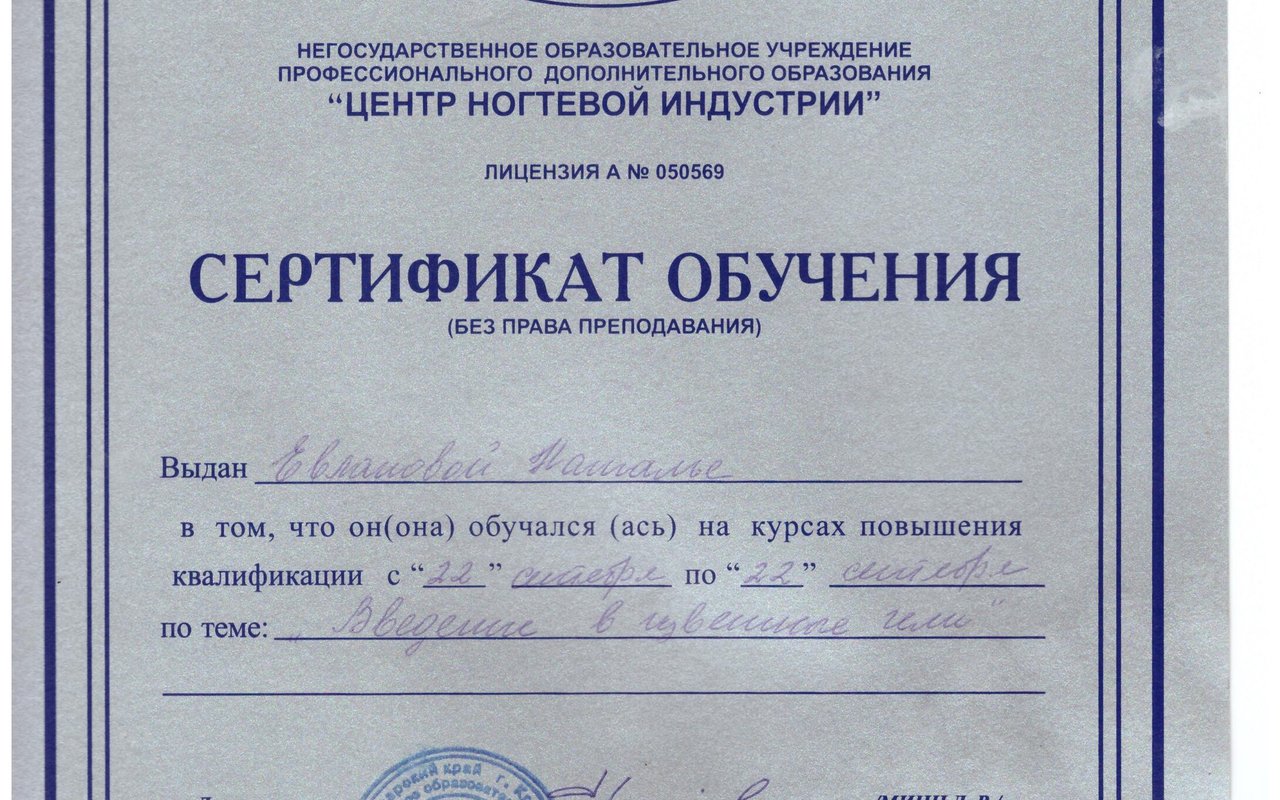 НЕГОСУДАРСТВЕННОЕ ОБРАЗОВАТЕЛЬНОЕ УЧРЕЖДЕНИЕ
ПРОФЕССИОНАЛЬНОГО ДОПОЛНИТЕЛЬНОГО ОБРАЗОВАНИЯ
“ЦЕНТР НОГТЕВОЙ ИНДУСТРИИ”
ЛИЦЕНЗИЯ А № 050569
СЕРТИФИКАТ ОБУЧЕНИЯ
(БЕЗ ПРАВА ПРЕПОДАВАНИЯ)
Выдан Евлановой Наталье
в том, что он(она) обучался (ась) на курсах повышения
квалификации с “22” сентября по “22” сентября
по теме: „Введение в цветные гели“
край г.